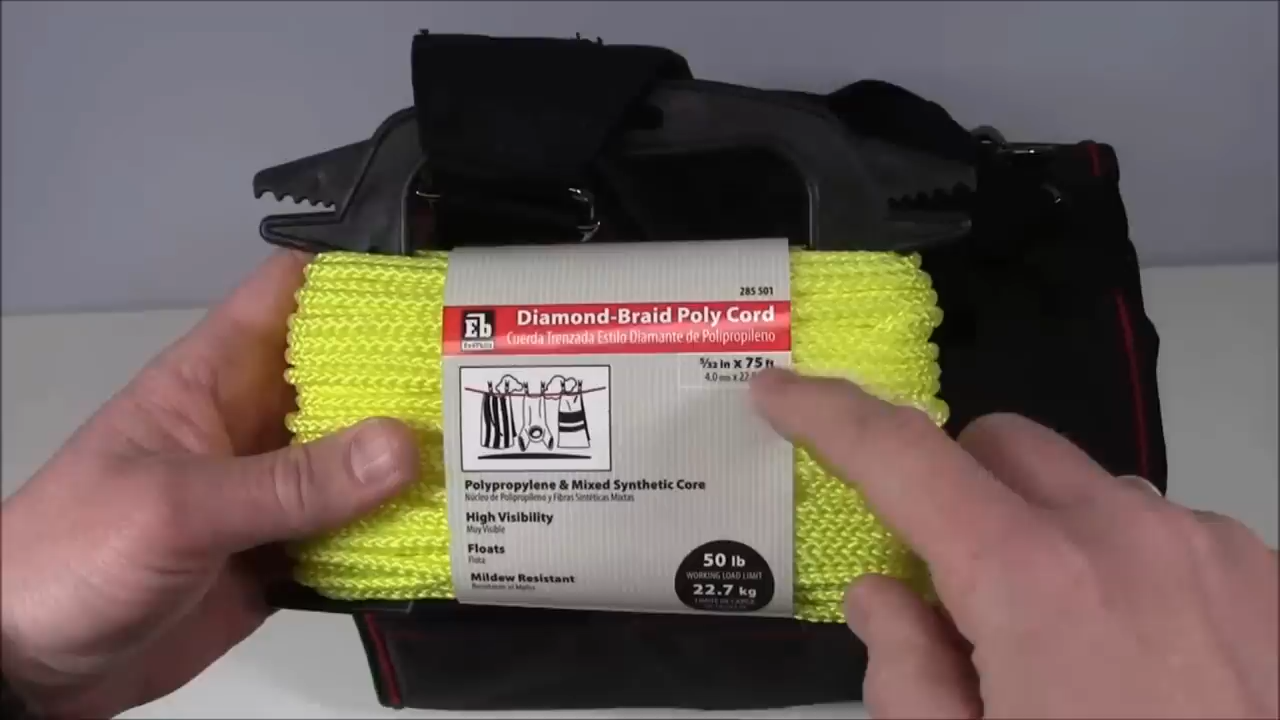 285 501
Eb
Diamond-Braid Poly Cord
Cuerda Trenzada Estilo Diamante de Polipropileno
5/32 in x 75 ft
4.0 mm x 22
Polypropylene & Mixed Synthetic Core
Núcleo de Polipropileno y Fibras Sintéticas Mixtas
High Visibility
Muy Visible
Floats
Flota
Mildew Resistant
50 lb
WORKING LOAD LIMIT
22.7 kg